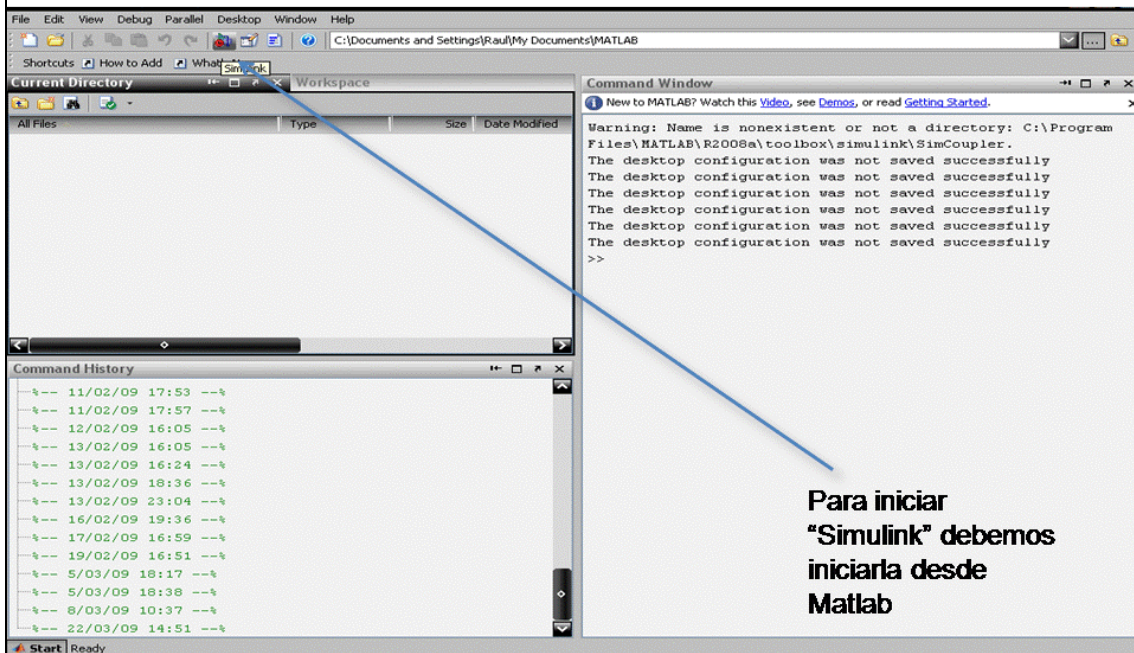 File Edit View Debug Parallel Desktop Window Help
C:\Documents and Settings\Raul\My Documents\MATLAB
Shortcuts How to Add What's
Simulink
Current Directory Workspace
All Files Type Size Date Modified
Command Window
New to MATLAB? Watch this Video, see Demos, or read Getting Started.
Warning: Name is nonexistent or not a directory: C:\Program
Files\MATLAB\R2008a\toolbox\simulink\SimCoupler.
The desktop configuration was not saved successfully
The desktop configuration was not saved successfully
The desktop configuration was not saved successfully
The desktop configuration was not saved successfully
The desktop configuration was not saved successfully
The desktop configuration was not saved successfully
>>
Command History
%-- 11/02/09 17:53 --%
%-- 11/02/09 17:57 --%
%-- 12/02/09 16:05 --%
%-- 13/02/09 16:05 --%
%-- 13/02/09 16:24 --%
%-- 13/02/09 18:36 --%
%-- 13/02/09 23:04 --%
%-- 16/02/09 19:36 --%
%-- 17/02/09 16:59 --%
%-- 19/02/09 16:51 --%
%-- 5/03/09 18:17 --%
%-- 5/03/09 18:38 --%
%-- 8/03/09 10:37 --%
%-- 22/03/09 14:51 --%
Para iniciar
“Simulink” debemos
iniciarla desde
Matlab
Start Ready